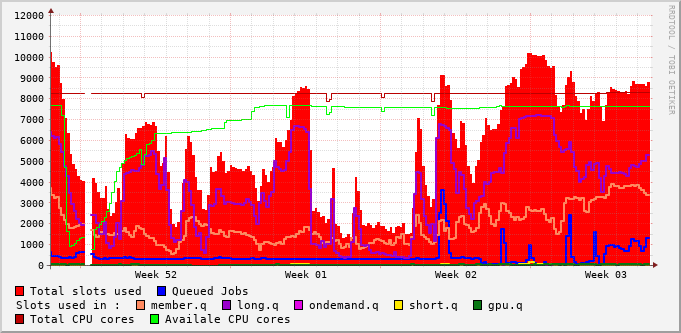 12000
11000
10000
9000
8000
7000
6000
5000
4000
3000
2000
1000
0
Week 52 Week 01 Week 02 Week 03
Total slots used Queued Jobs
Slots used in : member.q long.q ondemand.q short.q gpu.q
Total CPU cores Availale CPU cores
RRDTOOL / TOBI OETIKER